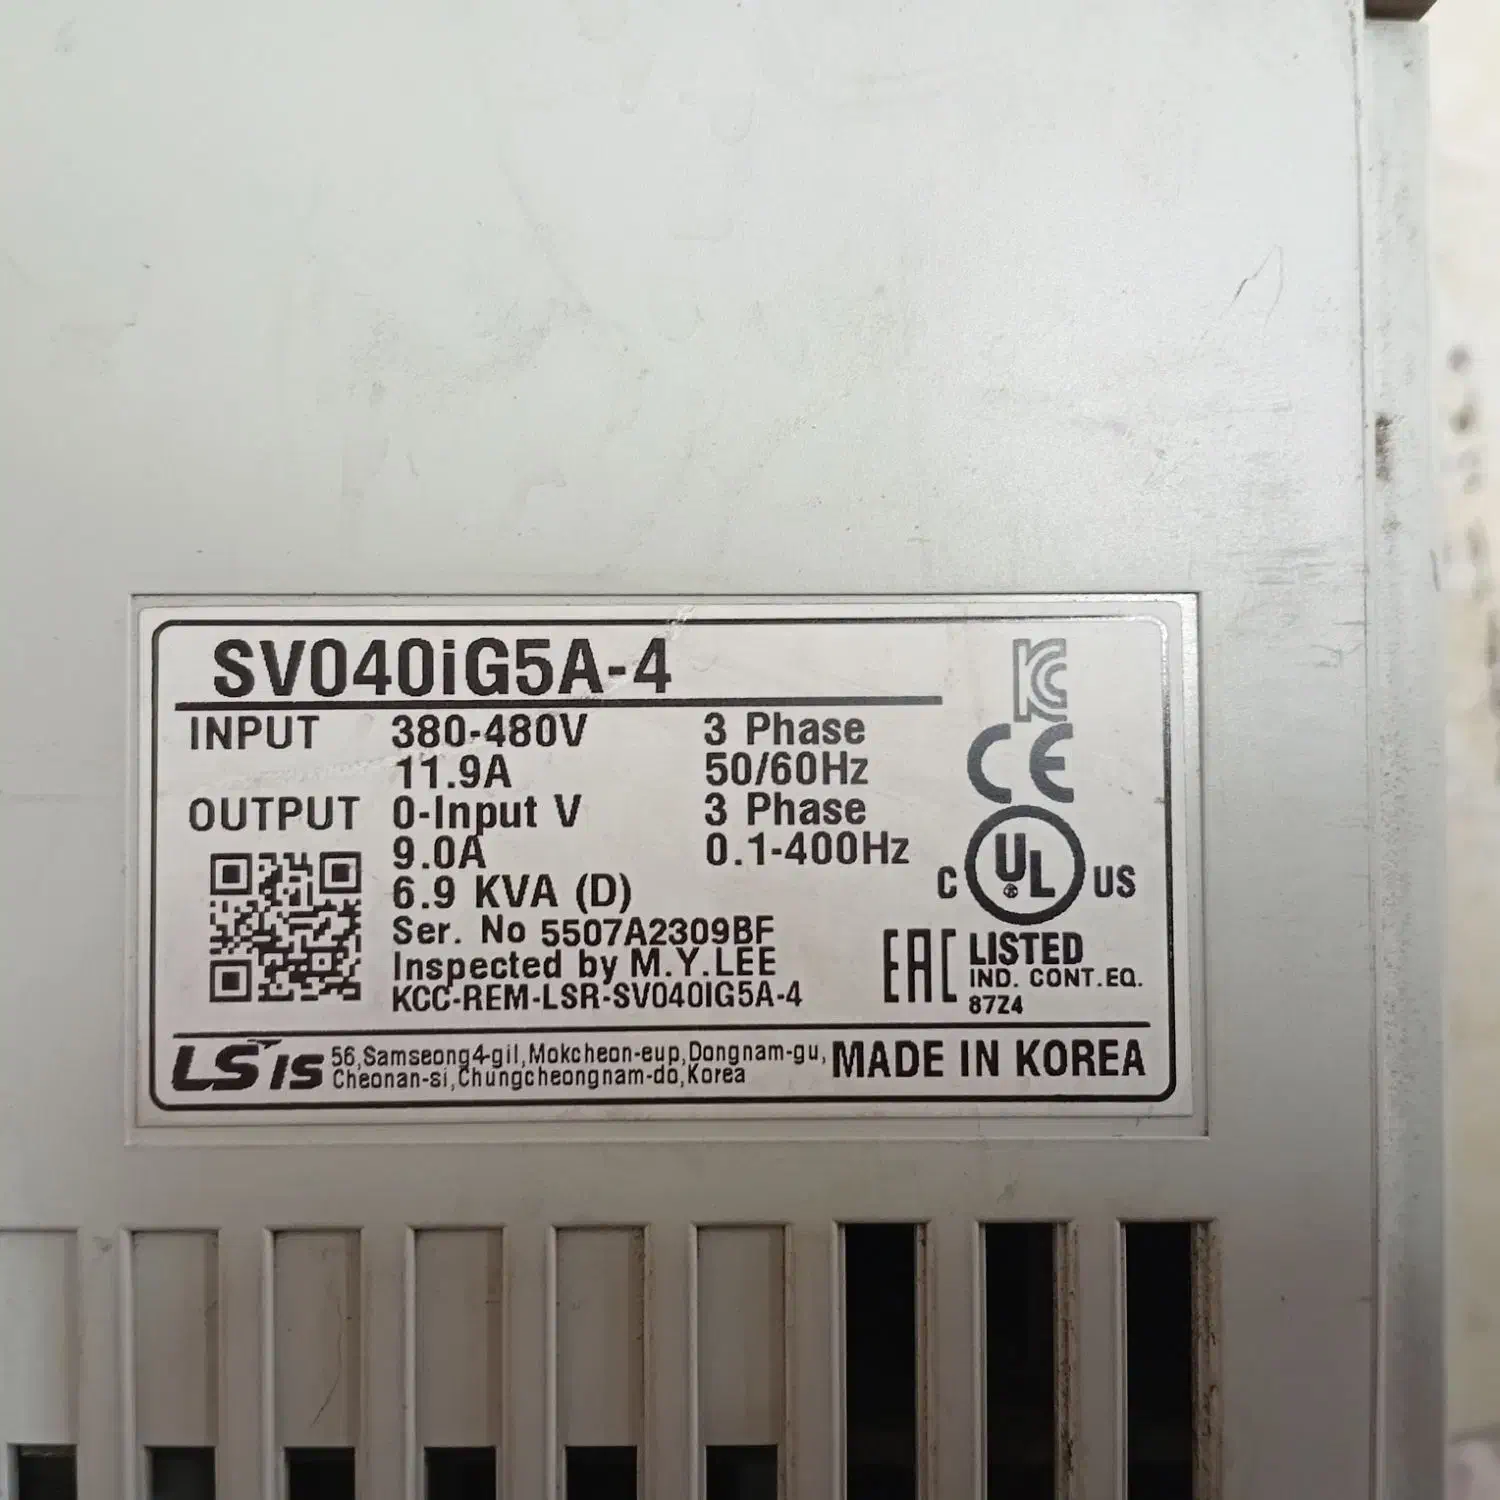 SV040iG5A-4
INPUT 380-480V 3 Phase
11.9A 50/60Hz
OUTPUT 0-Input V 3 Phase
9.0A 0.1-400Hz
6.9 KVA (D)
Ser. No 5507A2309BF
Inspected by M.Y.LEE
KCC-REM-LSR-SV040IG5A-4
KC
CE
C UL US
EAC LISTED
IND. CONT.EQ.
87Z4
LS IS 56,Samseong4-gil,Mokcheon-eup,Dongnam-gu,
Cheonan-si,Chungcheongnam-do,Korea
MADE IN KOREA